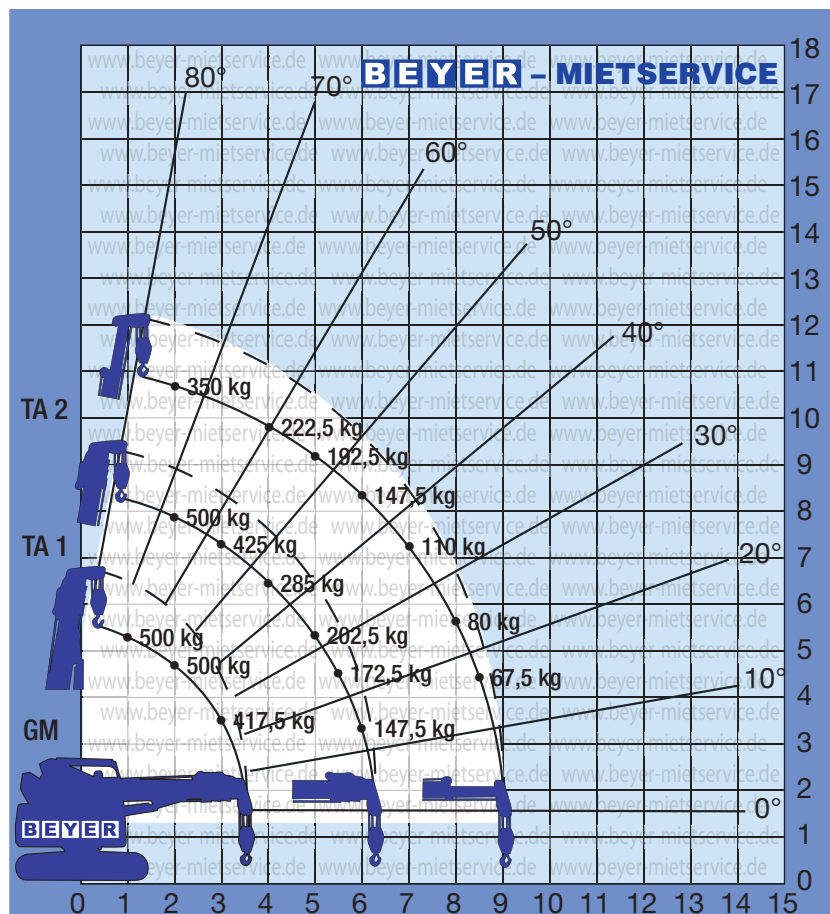 BEYER – MIETSERVICE
80°
70°
60°
50°
40°
30°
20°
10°
0°
TA 2
350 kg
222,5 kg
192,5 kg
147,5 kg
110 kg
80 kg
67,5 kg
TA 1
500 kg
425 kg
285 kg
202,5 kg
172,5 kg
147,5 kg
GM
500 kg
500 kg
417,5 kg
BEYER
18
17
16
15
14
13
12
11
10
9
8
7
6
5
4
3
2
1
0
0 1 2 3 4 5 6 7 8 9 10 11 12 13 14 15
www.beyer-mietservice.de